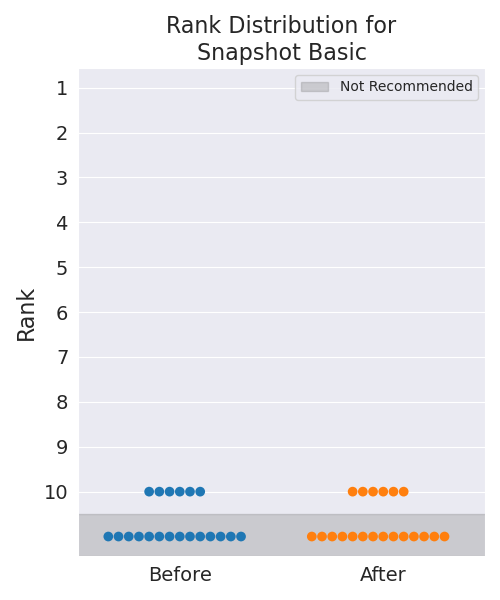 Rank Distribution for
Snapshot Basic
Not Recommended
1
2
3
4
5
6
7
8
9
10
Rank
Before
After